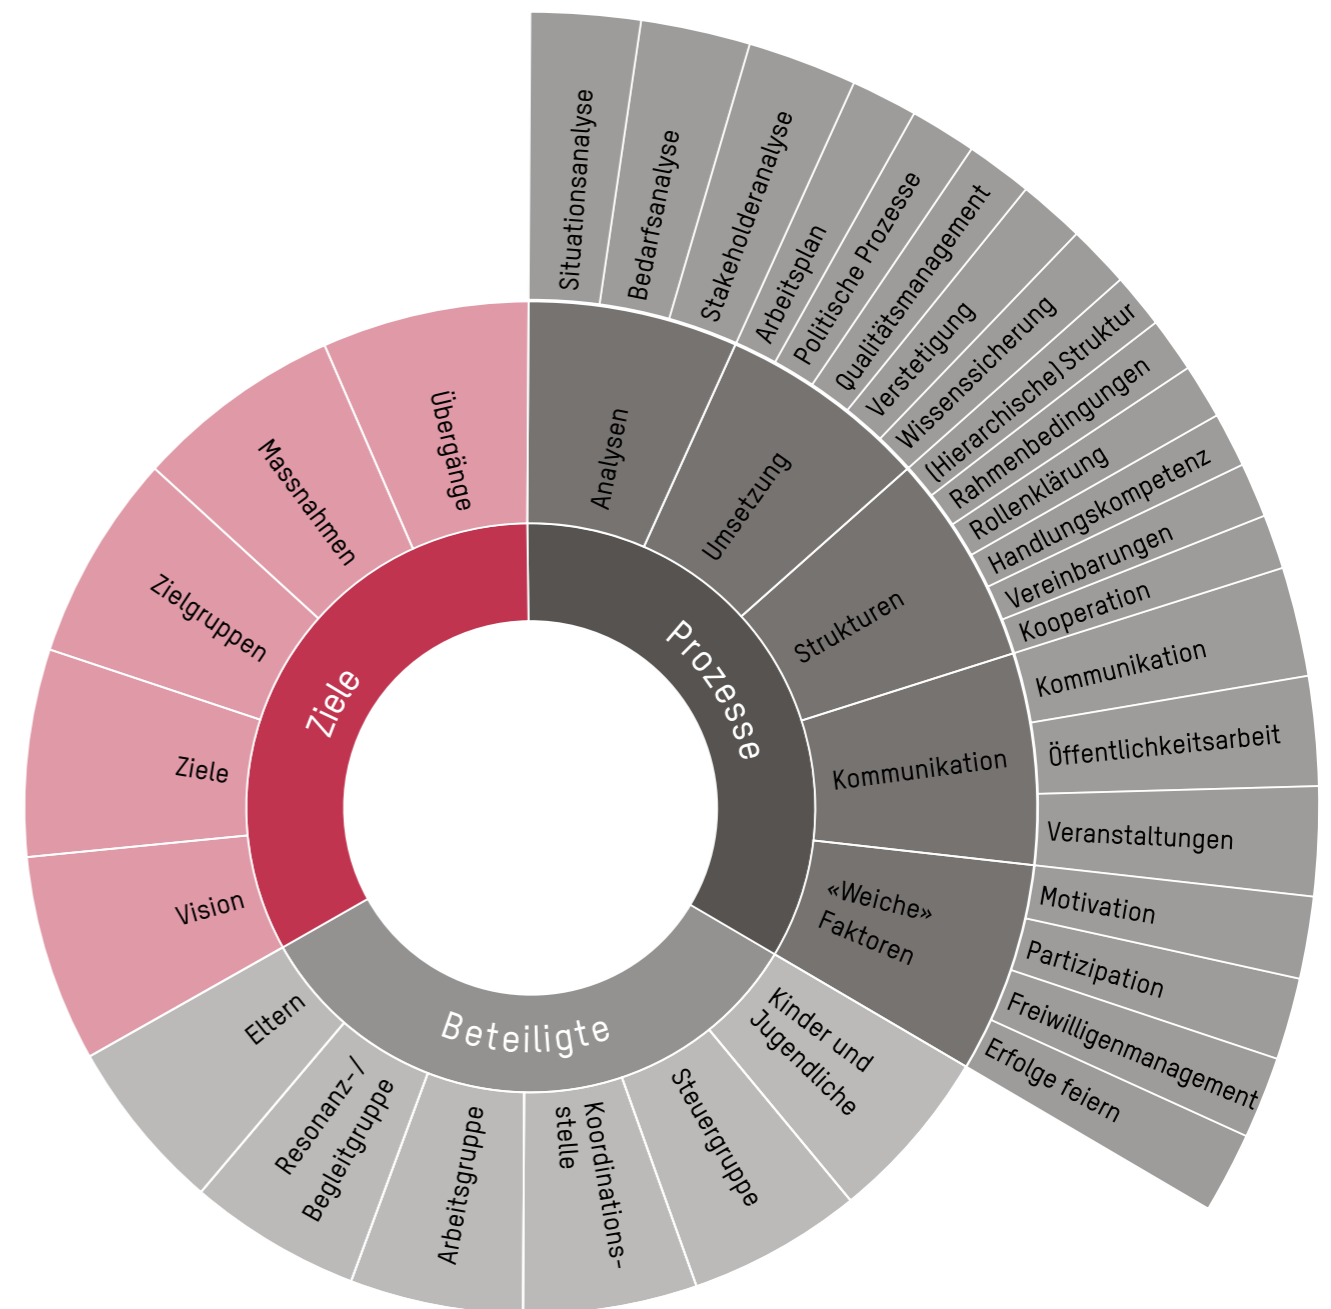 Ziele
Prozesse
Beteiligte
Übergänge
Massnahmen
Zielgruppen
Ziele
Vision
Analysen
Umsetzung
Strukturen
Kommunikation
«Weiche»
Faktoren
Kinder und
Jugendliche
Steuergruppe
Koordinations-
stelle
Arbeitsgruppe
Resonanz- /
Begleitgruppe
Eltern
Situationsanalyse
Bedarfsanalyse
Stakeholderanalyse
Arbeitsplan
Politische Prozesse
Qualitätsmanagement
Verstetigung
Wissenssicherung
(Hierarchische) Struktur
Rahmenbedingungen
Rollenklärung
Handlungskompetenz
Vereinbarungen
Kooperation
Kommunikation
Öffentlichkeitsarbeit
Veranstaltungen
Motivation
Partizipation
Freiwilligenmanagement
Erfolge feiern